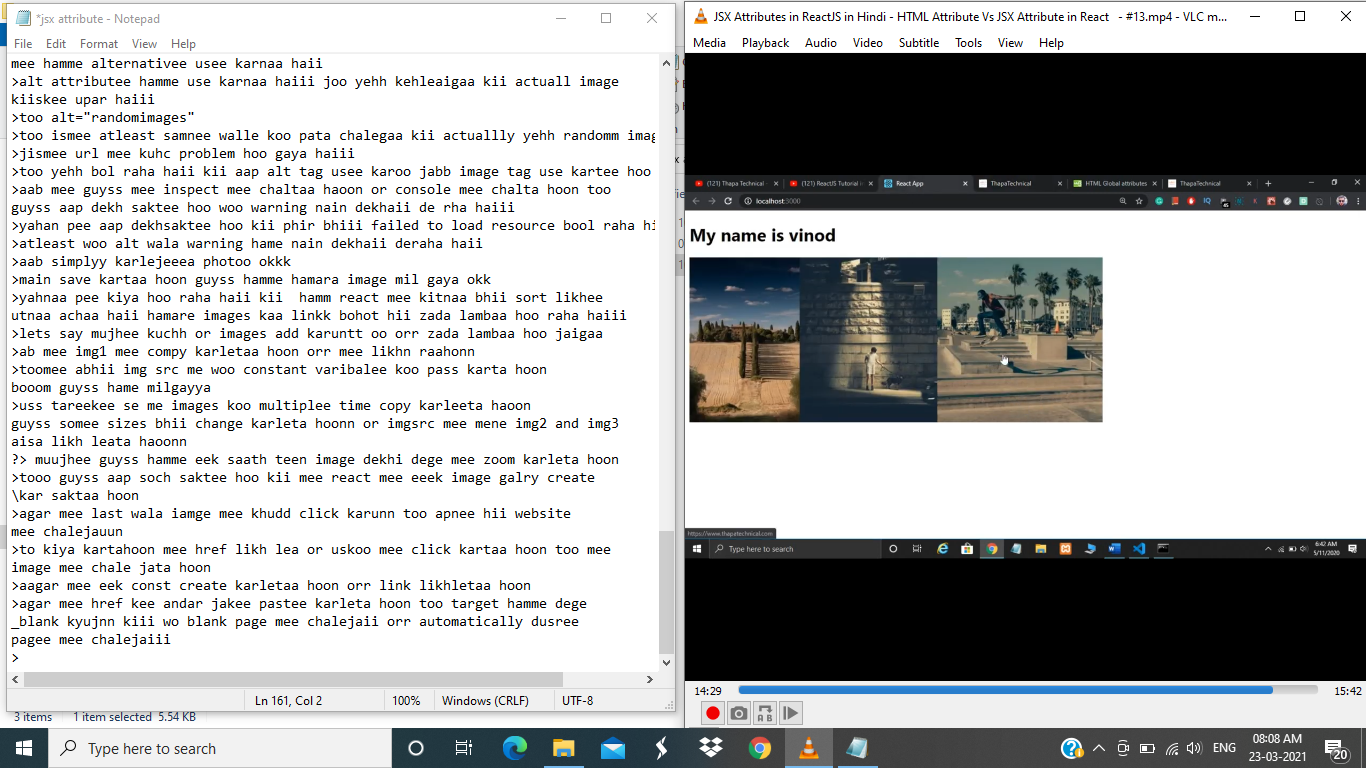 *jsx attribute - Notepad
File Edit Format View Help
mee hamme alternativee usee karnaa haii
>alt attributee hamme use karnaa haiii joo yehh kehleaigaa kii actuall image
kiiskee upar haiii
>too alt="randomimages"
>too ismee atleast samnee walle koo pata chalegaa kii actuallly yehh randomm imag
>jismee url mee kuhc problem hoo gaya haiii
>too yehh bol raha haii kii aap alt tag usee karoo jabb image tag use kartee hoo
>aab mee guyss mee inspect mee chaltaa haoon or console mee chalta hoon too
guyss aap dekh saktee hoo woo warning nain dekhaii de rha haiii
>yahan pee aap dekhsaktee hoo kii phir bhiii failed to load resource bool raha hi
>atleast woo alt wala warning hame nain dekhaii deraha haii
>aab simplyy karlejeeea photoo okkk
>main save kartaa hoon guyss hamme hamara image mil gaya okk
>yahnaa pee kiya hoo raha haii kii  hamm react mee kitnaa bhii sort likhee
utnaa achaa haii hamare images kaa linkk bohot hii zada lambaa hoo raha haiii
>lets say mujhee kuchh or images add karuntt oo orr zada lambaa hoo jaigaa
>ab mee img1 mee compy karletaa hoon orr mee likhn raahonn
>toomee abhii img src me woo constant varibalee koo pass karta hoon
booom guyss hame milgayya
>uss tareekee se me images koo multiplee time copy karleeta haoon
guyss somee sizes bhii change karleta hoonn or imgsrc mee mene img2 and img3
aisa likh leata haoonn
?> muujhee guyss hamme eek saath teen image dekhi dege mee zoom karleta hoon
>tooo guyss aap soch saktee hoo kii mee react mee eeek image galry create
\kar saktaa hoon
>agar mee last wala iamge mee khudd click karunn too apnee hii website
mee chalejauun
>to kiya kartahoon mee href likh lea or uskoo mee click kartaa hoon too mee
image mee chale jata hoon
>aagar mee eek const create karletaa hoon orr link likhletaa hoon
>agar mee href kee andar jakee pastee karleta hoon too target hamme dege
_blank kyujnn kiii wo blank page mee chalejaii orr automatically dusree
pagee mee chalejaiii
>
Ln 161, Col 2 100% Windows (CRLF) UTF-8
3 items 1 item selected 5.54 KB
JSX Attributes in ReactJS in Hindi - HTML Attribute Vs JSX Attribute in React - #13.mp4 - VLC m...
Media Playback Audio Video Subtitle Tools View Help
(121) Thapa Technical - (121) ReactJS Tutorial in React App ThapaTechnical HTML Global attributes ThapaTechnical
localhost:3000
My name is vinod
https://www.thapatechnical.com
Type here to search
6:42 AM
5/11/2020
14:29 15:42
Type here to search
ENG
08:08 AM
23-03-2021
20